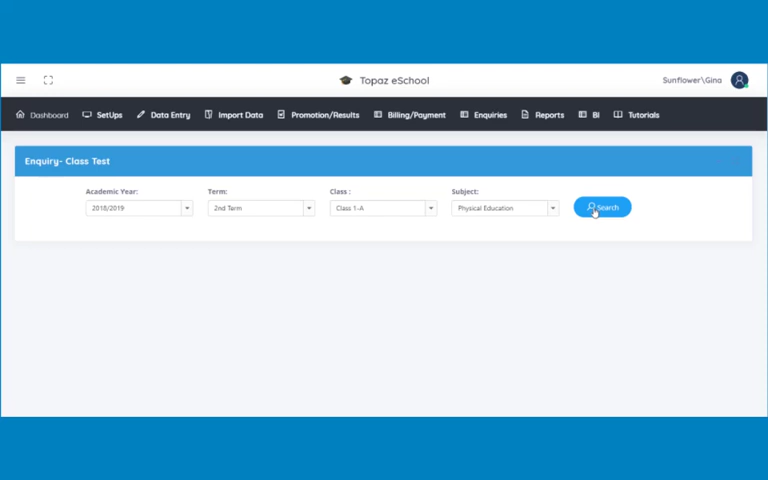 Topaz eSchool
Sunflower\Gina
Dashboard SetUps Data Entry Import Data Promotion/Results Billing/Payment Enquiries Reports BI Tutorials
Enquiry- Class Test
Academic Year: Term: Class : Subject:
2018/2019 2nd Term Class 1-A Physical Education Search